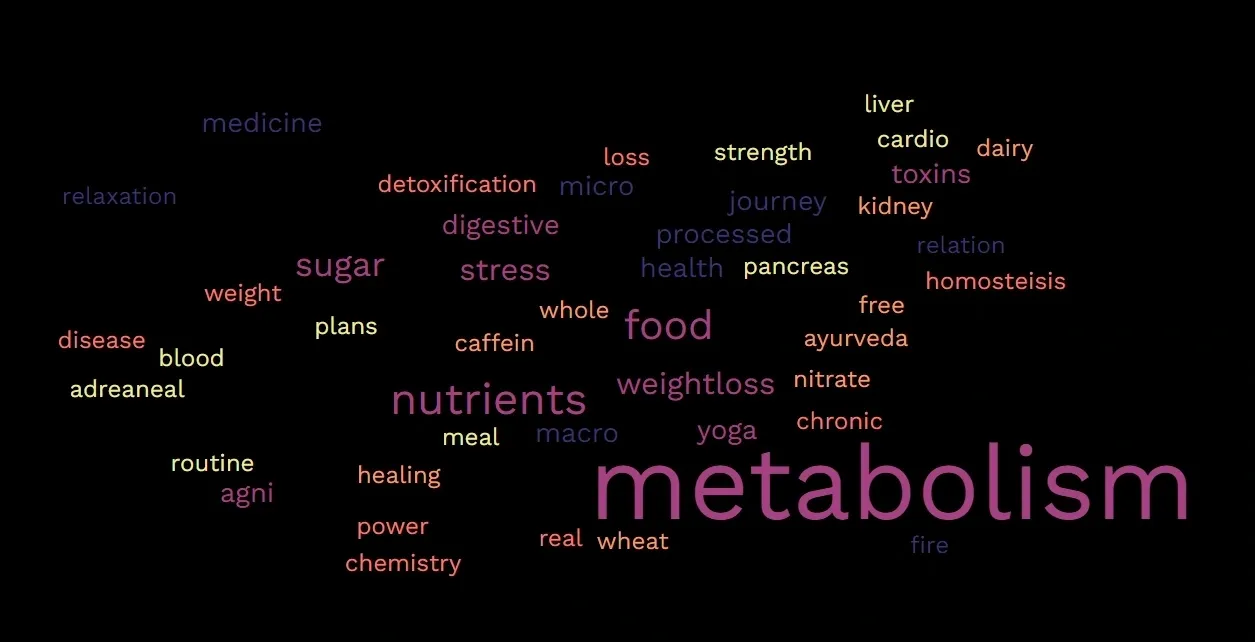 liver
medicine
cardio
strength
dairy
loss
toxins
detoxification
micro
relaxation
journey
kidney
digestive
processed
relation
sugar
stress
health
pancreas
homosteisis
weight
whole
free
plans
food
disease
caffein
ayurveda
blood
adreaneal
weightloss
nitrate
nutrients
chronic
meal
macro
yoga
routine
healing
agni
metabolism
power
real
wheat
fire
chemistry